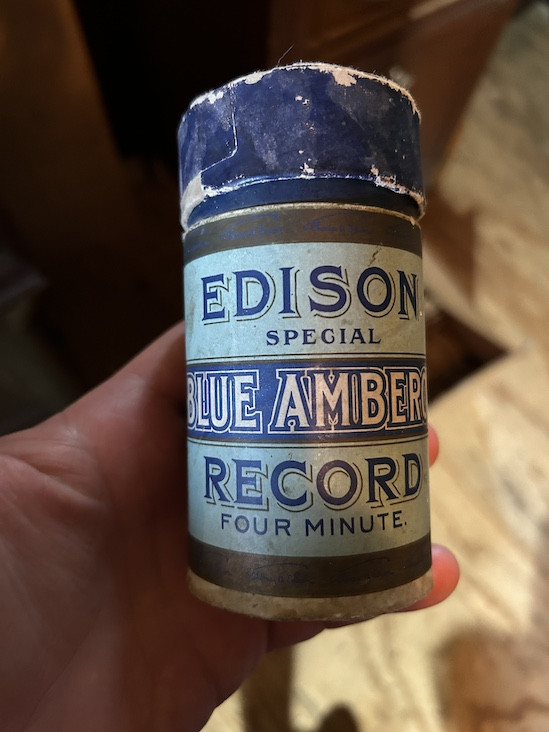 EDISON
SPECIAL
BLUE AMBERO
RECORD
FOUR MINUTE.